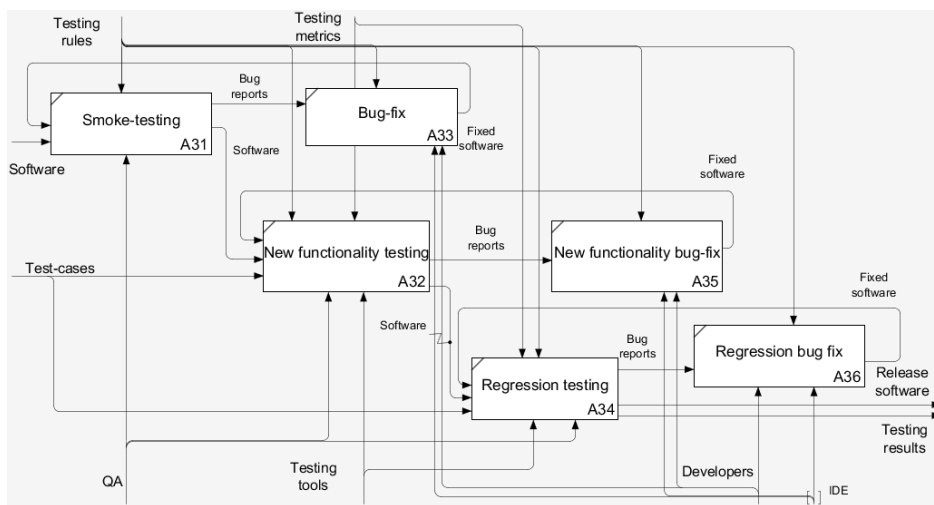 Testing
rules
Testing
metrics
Bug
reports
Smoke-testing
A31
Bug-fix
A33
Software
Software
Fixed
software
Fixed
software
New functionality testing
A32
Bug
reports
New functionality bug-fix
A35
Test-cases
Fixed
software
Software
Bug
reports
Regression testing
A34
Regression bug fix
A36
Release
software
Testing
results
QA
Testing
tools
Developers
IDE